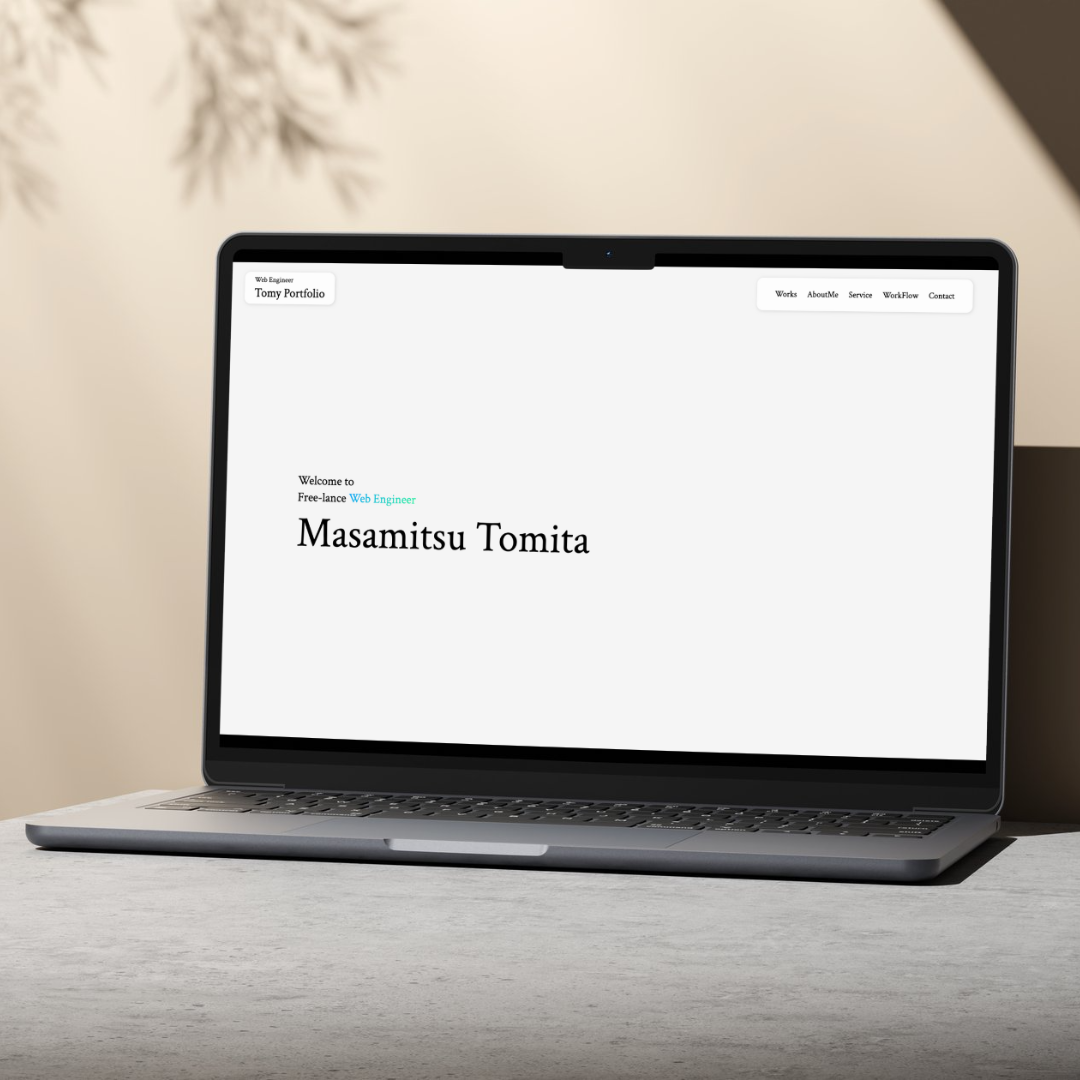 Web Engineer
Tomy Portfolio
Works AboutMe Service WorkFlow Contact
Welcome to
Free-lance Web Engineer
Masamitsu Tomita